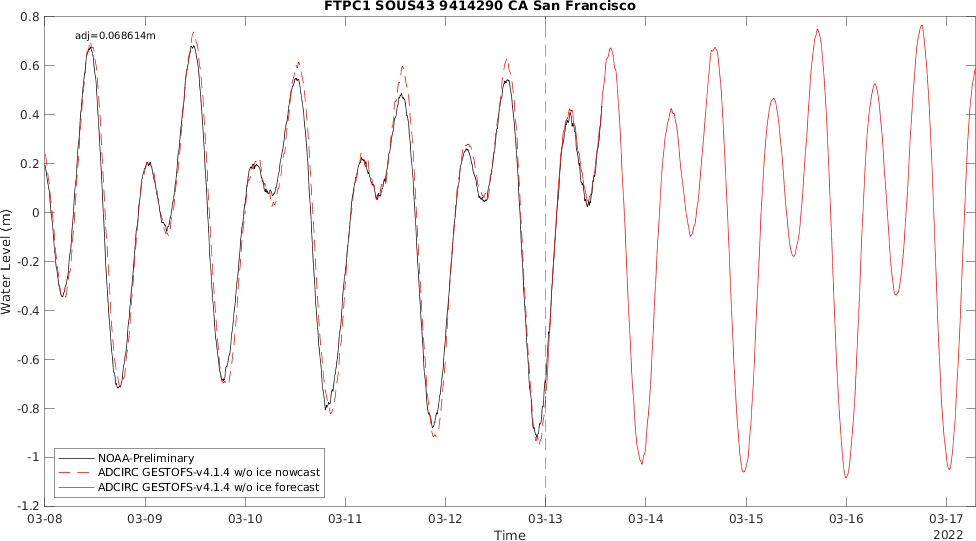 FTPC1 SOUS43 9414290 CA San Francisco
adj=0.068614m
0.8
0.6
0.4
0.2
0
-0.2
-0.4
-0.6
-0.8
-1
-1.2
Water Level (m)
NOAA-Preliminary
ADCIRC GESTOFS-v4.1.4 w/o ice nowcast
ADCIRC GESTOFS-v4.1.4 w/o ice forecast
03-08 03-09 03-10 03-11 03-12 03-13 03-14 03-15 03-16 03-17
Time
2022